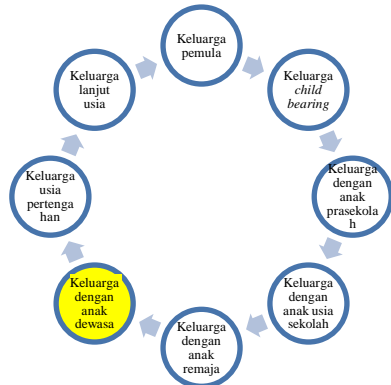 Keluarga
pemula
Keluarga
child
bearing
Keluarga
dengan
anak
prasekola
h
Keluarga
dengan
anak usia
sekolah
Keluarga
dengan
anak
remaja
Keluarga
dengan
anak
dewasa
Keluarga
usia
pertenga
han
Keluarga
lanjut
usia